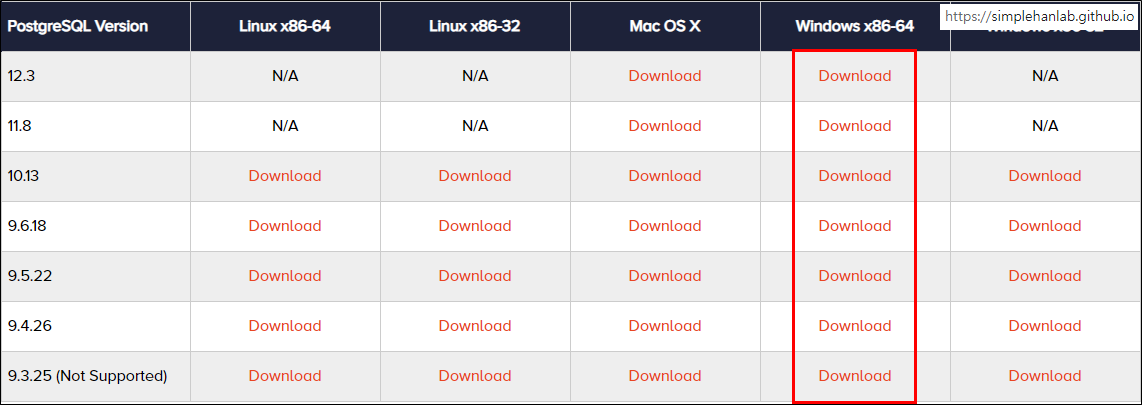 PostgreSQL Version Linux x86-64 Linux x86-32 Mac OS X Windows x86-64 https://simplehanlab.github.io
12.3 N/A N/A Download Download N/A
11.8 N/A N/A Download Download N/A
10.13 Download Download Download Download Download
9.6.18 Download Download Download Download Download
9.5.22 Download Download Download Download Download
9.4.26 Download Download Download Download Download
9.3.25 (Not Supported) Download Download Download Download Download